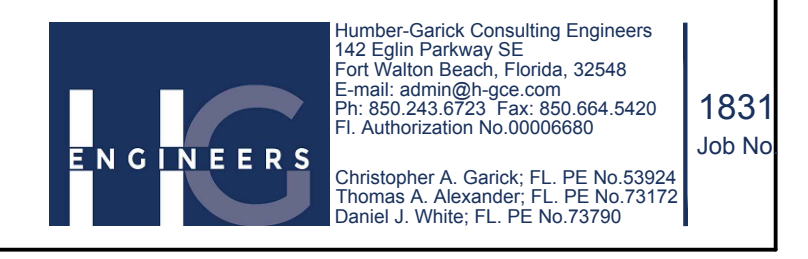 HG
ENGINEERS
Humber-Garick Consulting Engineers
142 Eglin Parkway SE
Fort Walton Beach, Florida, 32548
E-mail: admin@h-gce.com
Ph: 850.243.6723 Fax: 850.664.5420
Fl. Authorization No.00006680
Christopher A. Garick; FL. PE No.53924
Thomas A. Alexander; FL. PE No.73172
Daniel J. White; FL. PE No.73790
1831
Job No.